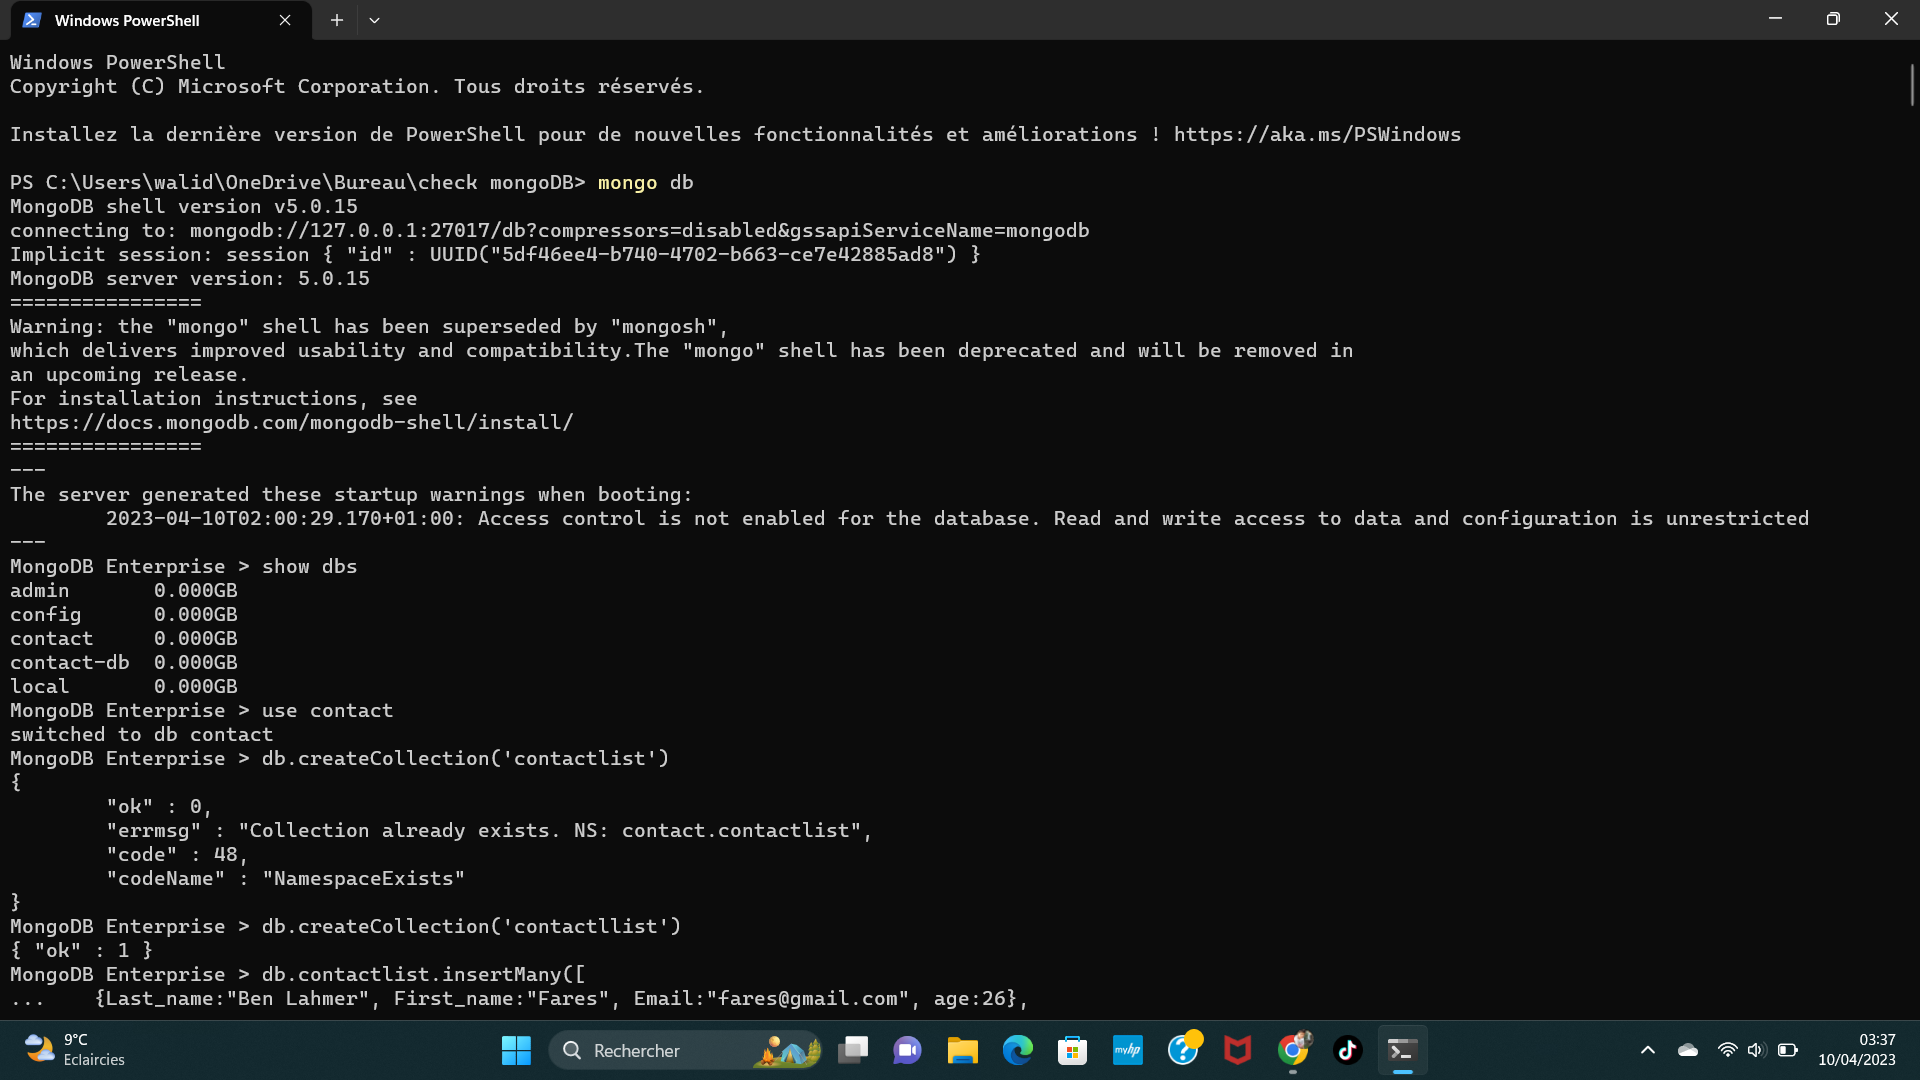 Windows PowerShell
Windows PowerShell
Copyright (C) Microsoft Corporation. Tous droits réservés.
Installez la dernière version de PowerShell pour de nouvelles fonctionnalités et améliorations ! https://aka.ms/PSWindows
PS C:\Users\walid\OneDrive\Bureau\check mongoDB> mongo db
MongoDB shell version v5.0.15
connecting to: mongodb://127.0.0.1:27017/db?compressors=disabled&gssapiServiceName=mongodb
Implicit session: session { "id" : UUID("5df46ee4-b740-4702-b663-ce7e42885ad8") }
MongoDB server version: 5.0.15
================
Warning: the "mongo" shell has been superseded by "mongosh",
which delivers improved usability and compatibility.The "mongo" shell has been deprecated and will be removed in
an upcoming release.
For installation instructions, see
https://docs.mongodb.com/mongodb-shell/install/
================
---
The server generated these startup warnings when booting:
        2023-04-10T02:00:29.170+01:00: Access control is not enabled for the database. Read and write access to data and configuration is unrestricted
---
MongoDB Enterprise > show dbs
admin       0.000GB
config      0.000GB
contact     0.000GB
contact-db  0.000GB
local       0.000GB
MongoDB Enterprise > use contact
switched to db contact
MongoDB Enterprise > db.createCollection('contactlist')
{
        "ok" : 0,
        "errmsg" : "Collection already exists. NS: contact.contactlist",
        "code" : 48,
        "codeName" : "NamespaceExists"
}
MongoDB Enterprise > db.createCollection('contactllist')
{ "ok" : 1 }
MongoDB Enterprise > db.contactlist.insertMany([
...    {Last_name:"Ben Lahmer", First_name:"Fares", Email:"fares@gmail.com", age:26},
9°C
Eclaircies
Rechercher
myhp
03:37
10/04/2023